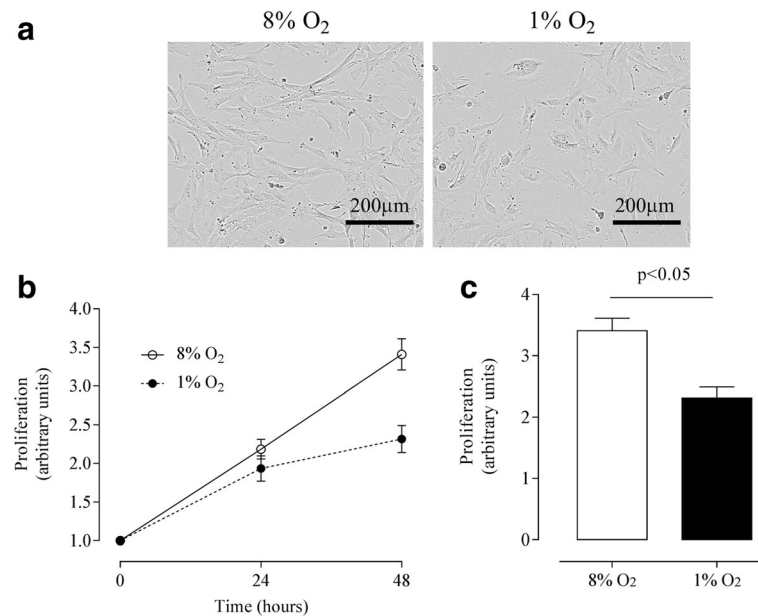 a
8% O₂
1% O₂
200µm
200µm
b
4.0
3.5
3.0
2.5
2.0
1.5
1.0
Proliferation
(arbitrary units)
8% O₂
1% O₂
0
24
48
Time (hours)
c
p<0.05
4
3
2
1
0
Proliferation
(arbitrary units)
8% O₂
1% O₂